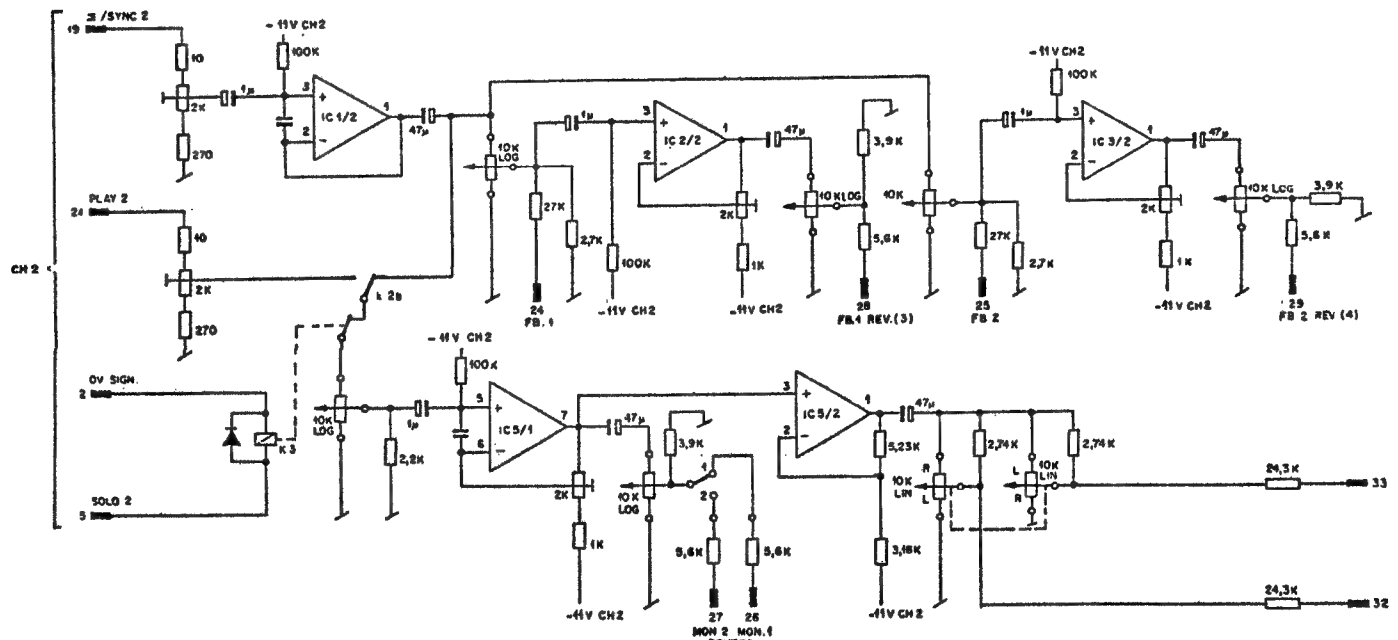 19
/SYNC 2
10
2K
270
1µ
-11V CH2
100K
3
2
IC 1/2
1
47µ
10K
LOG
27K
24
FB.1
2,7K
1µ
100K
-11V CH2
3
2
IC 2/2
1
47µ
2K
1K
-11V CH2
10K LOG
3,9K
5,6K
28
FB.1 REV.(3)
10K
27K
25
FB 2
2,7K
1µ
-11V CH2
100K
3
2
IC 3/2
1
47µ
2K
1K
-11V CH2
10K LOG
3,9K
5,6K
29
FB 2 REV (4)
CH 2
21
PLAY 2
10
2K
270
2
0V SIGN.
K3
5
SOLO 2
10K
LOG
2,2K
1µ
-11V CH2
100K
5
6
IC5/1
7
47µ
2K
1K
-11V CH2
10K
LOG
3,9K
1
2
5,6K
5,6K
27
26
MON 2 MON.1
3
2
IC 5/2
1
47µ
5,23K
3,16K
-11V CH2
R
10K
LIN
L
2,74K
L
10K
LIN
R
2,74K
24,3K
33
24,3K
32